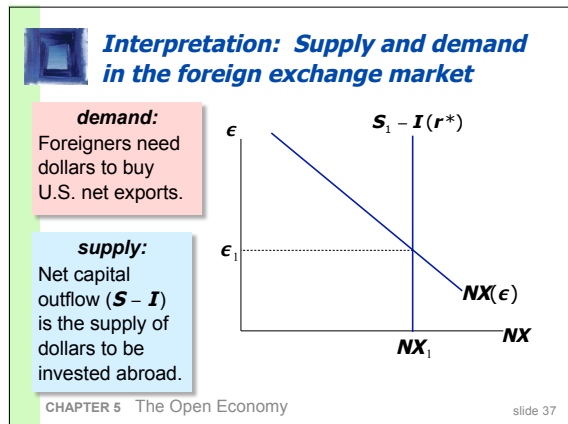 Interpretation: Supply and demand
in the foreign exchange market
demand:
Foreigners need
dollars to buy
U.S. net exports.
supply:
Net capital
outflow (S – I)
is the supply of
dollars to be
invested abroad.
ϵ
S₁ – I(r*)
ϵ₁
NX(ϵ)
NX
NX₁
CHAPTER 5 The Open Economy
slide 37